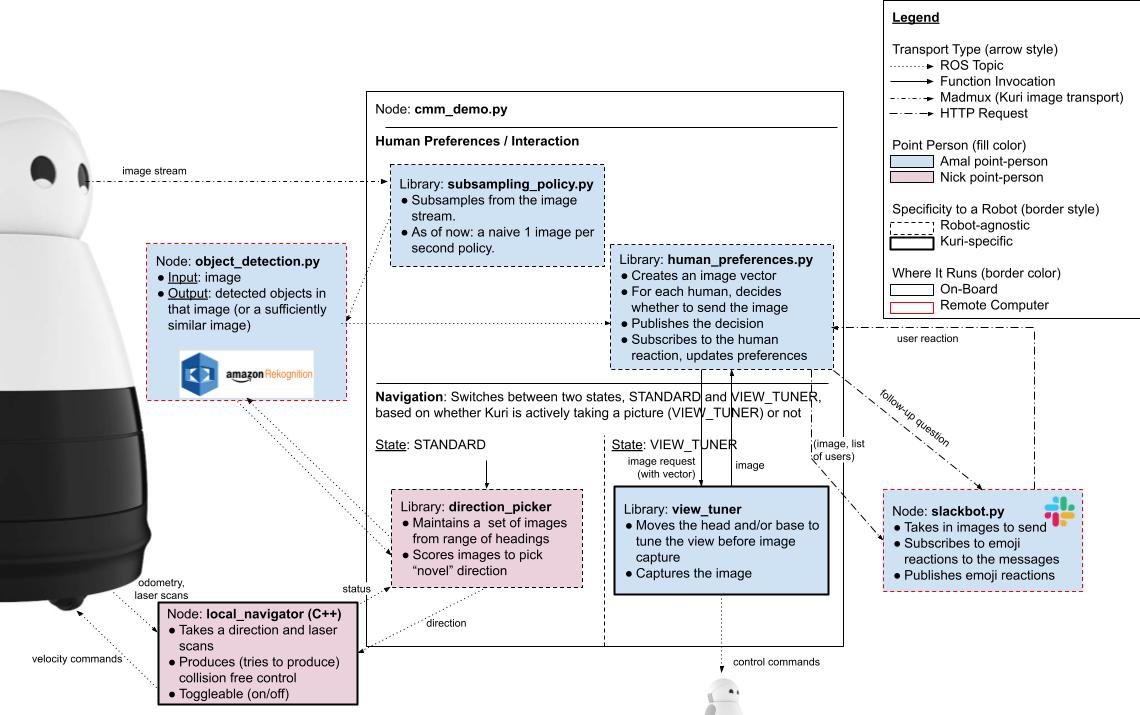 Legend
Transport Type (arrow style)
ROS Topic
Function Invocation
Madmux (Kuri image transport)
HTTP Request
Point Person (fill color)
Amal point-person
Nick point-person
Specificity to a Robot (border style)
Robot-agnostic
Kuri-specific
Where It Runs (border color)
On-Board
Remote Computer
Node: cmm_demo.py
Human Preferences / Interaction
image stream
Library: subsampling_policy.py
● Subsamples from the image
stream.
● As of now: a naive 1 image per
second policy.
Node: object_detection.py
● Input: image
● Output: detected objects in
that image (or a sufficiently
similar image)
amazon Rekognition
Library: human_preferences.py
● Creates an image vector
● For each human, decides
whether to send the image
● Publishes the decision
● Subscribes to the human
reaction, updates preferences
user reaction
Navigation: Switches between two states, STANDARD and VIEW_TUNER,
based on whether Kuri is actively taking a picture (VIEW_TUNER) or not
follow-up question
State: STANDARD
State: VIEW_TUNER
image request
(with vector)
image
(image, list
of users)
Library: direction_picker
● Maintains a set of images
from range of headings
● Scores images to pick
“novel” direction
Library: view_tuner
● Moves the head and/or base to
tune the view before image
capture
● Captures the image
Node: slackbot.py
● Takes in images to send
● Subscribes to emoji
reactions to the messages
● Publishes emoji reactions
odometry,
laser scans
status
direction
Node: local_navigator (C++)
● Takes a direction and laser
scans
● Produces (tries to produce)
collision free control
● Toggleable (on/off)
velocity commands
control commands